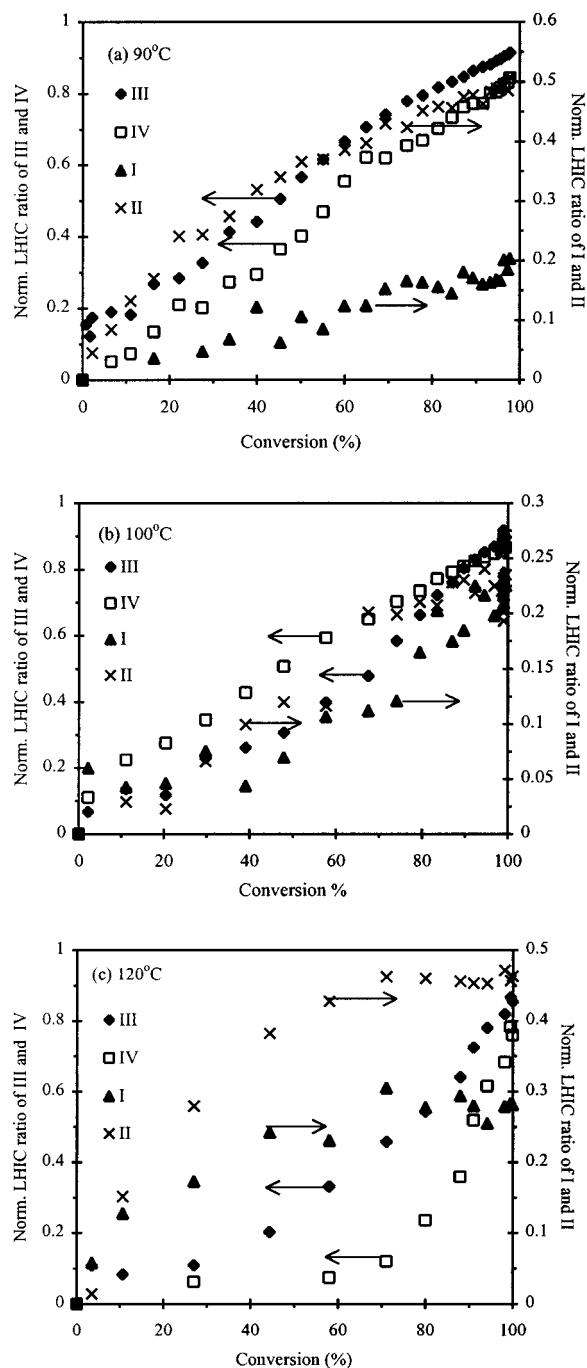 (a) 90°C
III
IV
I
II
Norm. LHIC ratio of III and IV
1
0.8
0.6
0.4
0.2
0
Norm. LHIC ratio of I and II
0.6
0.5
0.4
0.3
0.2
0.1
0
0 20 40 60 80 100
Conversion (%)
(b) 100°C
III
IV
I
II
Norm. LHIC ratio of III and IV
1
0.8
0.6
0.4
0.2
0
Norm. LHIC ratio of I and II
0.3
0.25
0.2
0.15
0.1
0.05
0
0 20 40 60 80 100
Conversion %
(c) 120°C
III
IV
I
II
Norm. LHIC ratio of III and IV
1
0.8
0.6
0.4
0.2
0
Norm. LHIC ratio of I and II
0.5
0.4
0.3
0.2
0.1
0
0 20 40 60 80 100
Conversion (%)